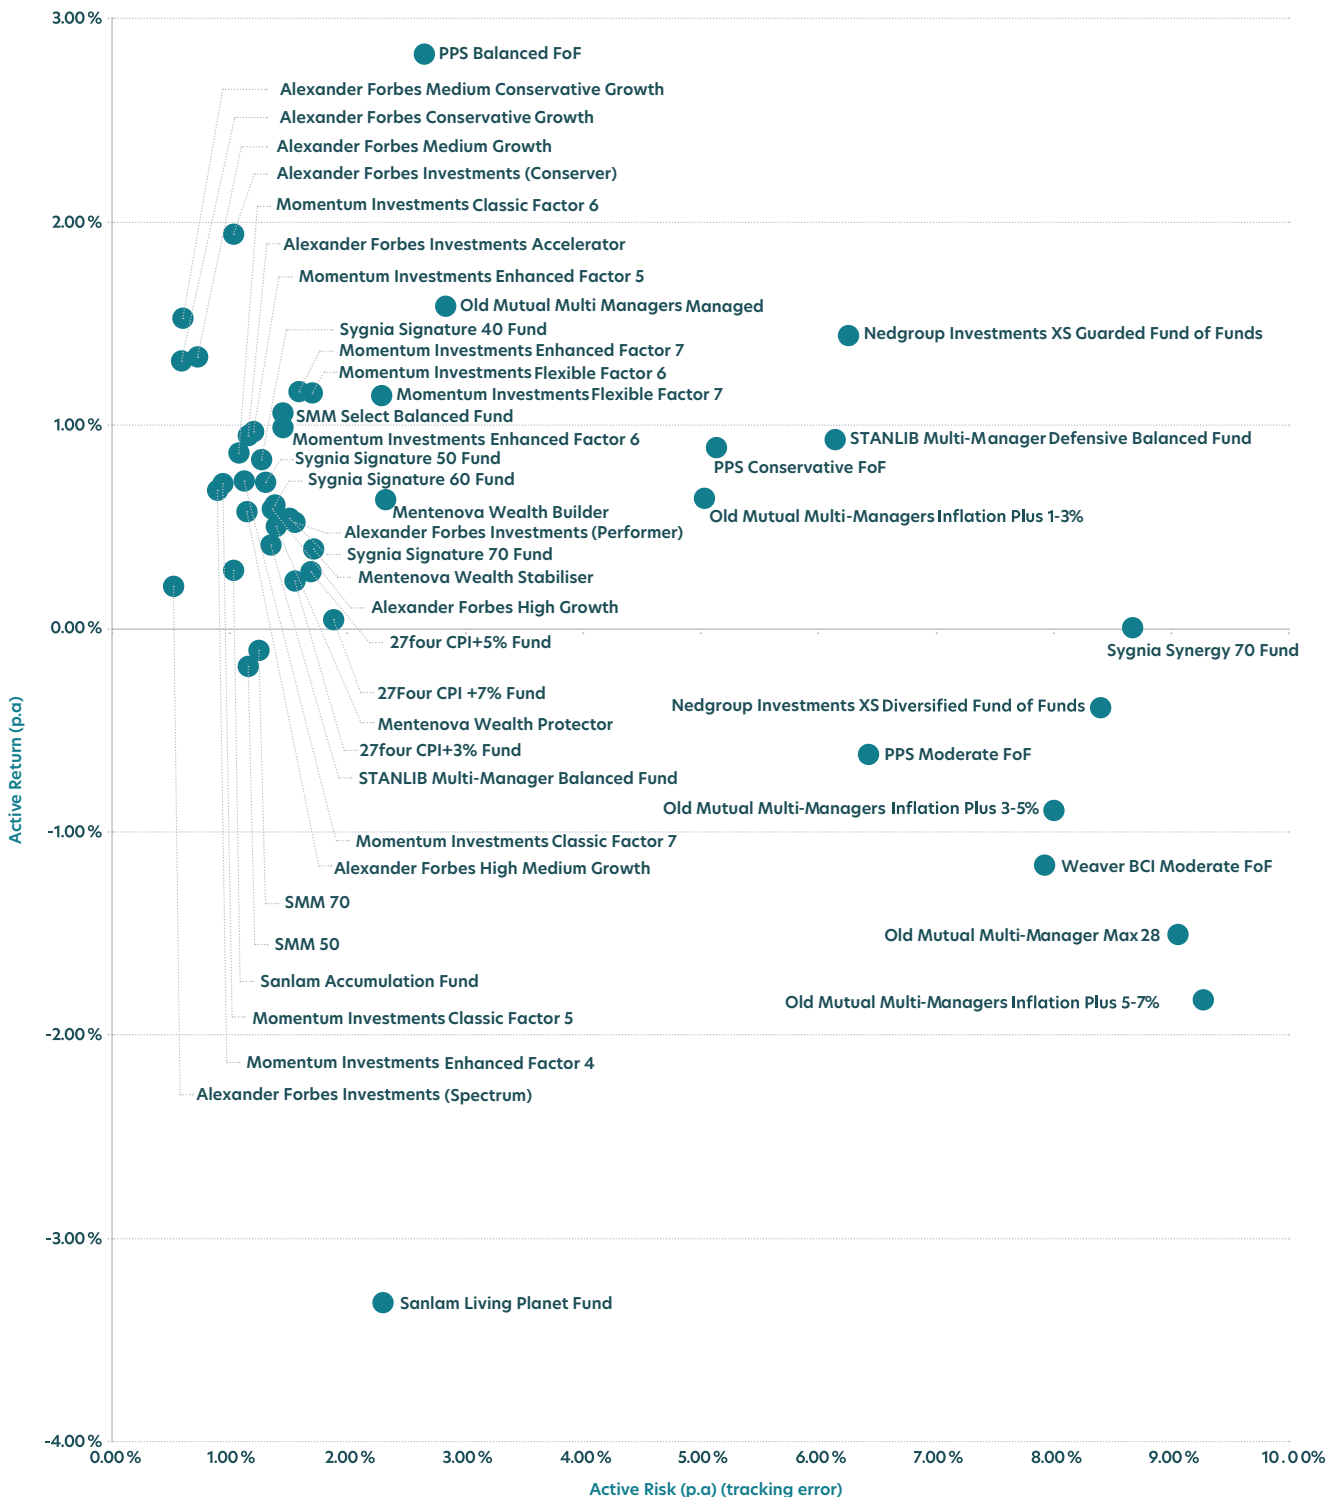 3.00%
PPS Balanced FoF
Alexander Forbes Medium Conservative Growth
Alexander Forbes Conservative Growth
Alexander Forbes Medium Growth
Alexander Forbes Investments (Conserver)
Momentum Investments Classic Factor 6
2.00%
Alexander Forbes Investments Accelerator
Momentum Investments Enhanced Factor 5
Old Mutual Multi Managers Managed
Sygnia Signature 40 Fund
Nedgroup Investments XS Guarded Fund of Funds
Momentum Investments Enhanced Factor 7
Momentum Investments Flexible Factor 6
Momentum Investments Flexible Factor 7
SMM Select Balanced Fund
1.00%
Momentum Investments Enhanced Factor 6
STANLIB Multi-Manager Defensive Balanced Fund
Sygnia Signature 50 Fund
PPS Conservative FoF
Sygnia Signature 60 Fund
Mentenova Wealth Builder
Old Mutual Multi-Managers Inflation Plus 1-3%
Alexander Forbes Investments (Performer)
Sygnia Signature 70 Fund
Mentenova Wealth Stabiliser
Alexander Forbes High Growth
0.00%
27four CPI+5% Fund
Sygnia Synergy 70 Fund
27Four CPI +7% Fund
Nedgroup Investments XS Diversified Fund of Funds
Mentenova Wealth Protector
27four CPI+3% Fund
PPS Moderate FoF
STANLIB Multi-Manager Balanced Fund
Old Mutual Multi-Managers Inflation Plus 3-5%
-1.00%
Momentum Investments Classic Factor 7
Alexander Forbes High Medium Growth
Weaver BCI Moderate FoF
SMM 70
Old Mutual Multi-Manager Max 28
SMM 50
Sanlam Accumulation Fund
Old Mutual Multi-Managers Inflation Plus 5-7%
Momentum Investments Classic Factor 5
-2.00%
Momentum Investments Enhanced Factor 4
Alexander Forbes Investments (Spectrum)
-3.00%
Sanlam Living Planet Fund
-4.00%
Active Return (p.a)
0.00% 1.00% 2.00% 3.00% 4.00% 5.00% 6.00% 7.00% 8.00% 9.00% 10.00%
Active Risk (p.a) (tracking error)